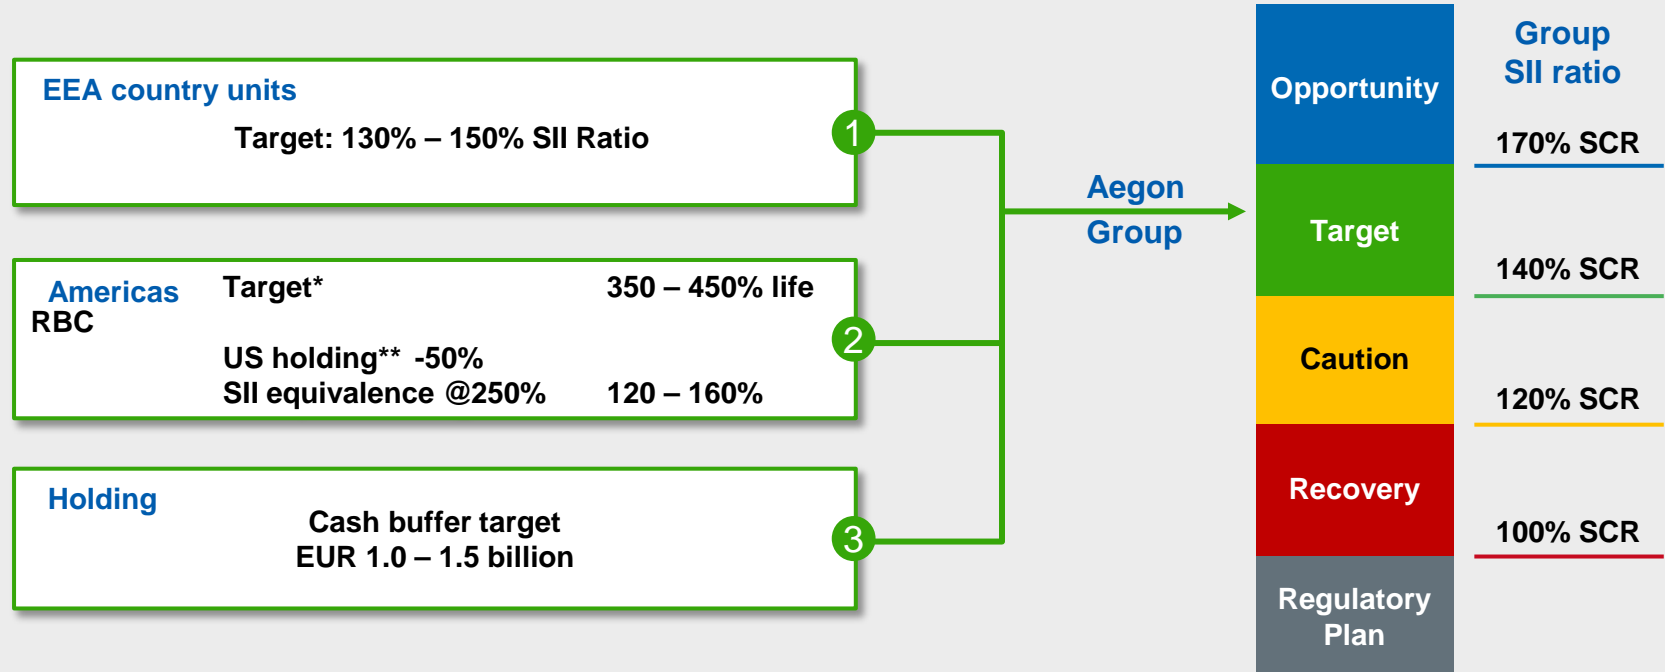 EEA country units
Target: 130% – 150% SII Ratio
1
Americas Target* 350 – 450% life
RBC
US holding** -50%
SII equivalence @250% 120 – 160%
2
Holding
Cash buffer target
EUR 1.0 – 1.5 billion
3
Aegon
Group
Opportunity
Target
Caution
Recovery
Regulatory
Plan
Group
SII ratio
170% SCR
140% SCR
120% SCR
100% SCR